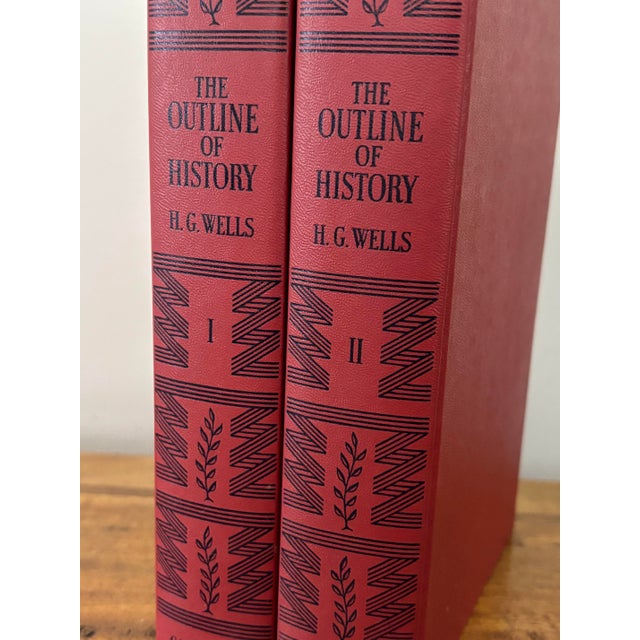 THE
OUTLINE
OF
HISTORY
H. G. WELLS
I
THE
OUTLINE
OF
HISTORY
H. G. WELLS
II